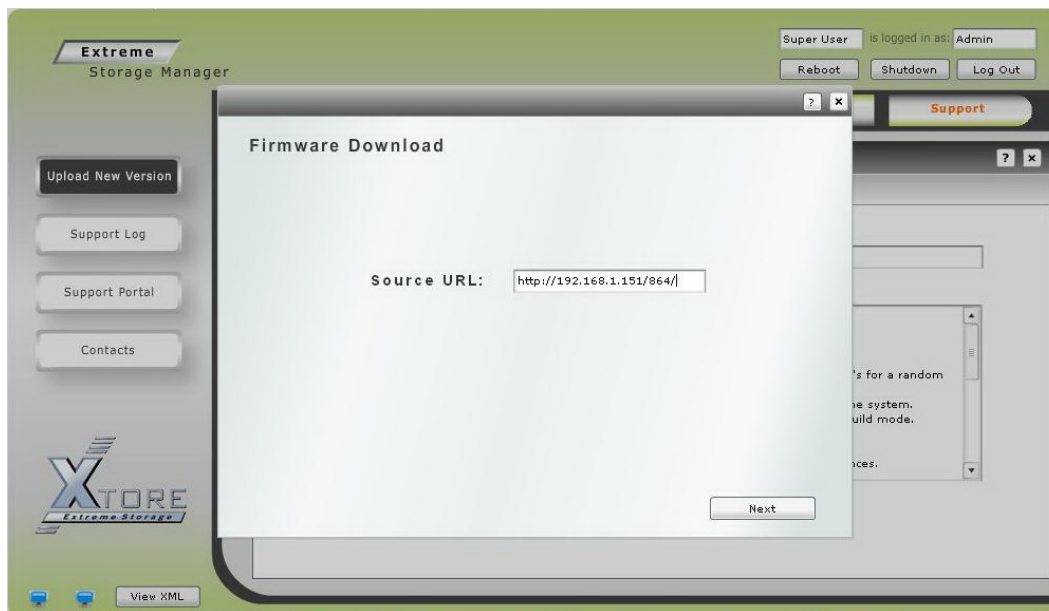 Extreme
Storage Manager
Super User is logged in as: Admin
Reboot Shutdown Log Out
? ×
Support
Firmware Download
? ×
Upload New Version
Support Log
Source URL: http://192.168.1.151/864/
Support Portal
Contacts
's for a random
e system.
uild mode.
nces.
XTORE
Extreme Storage
Next
View XML